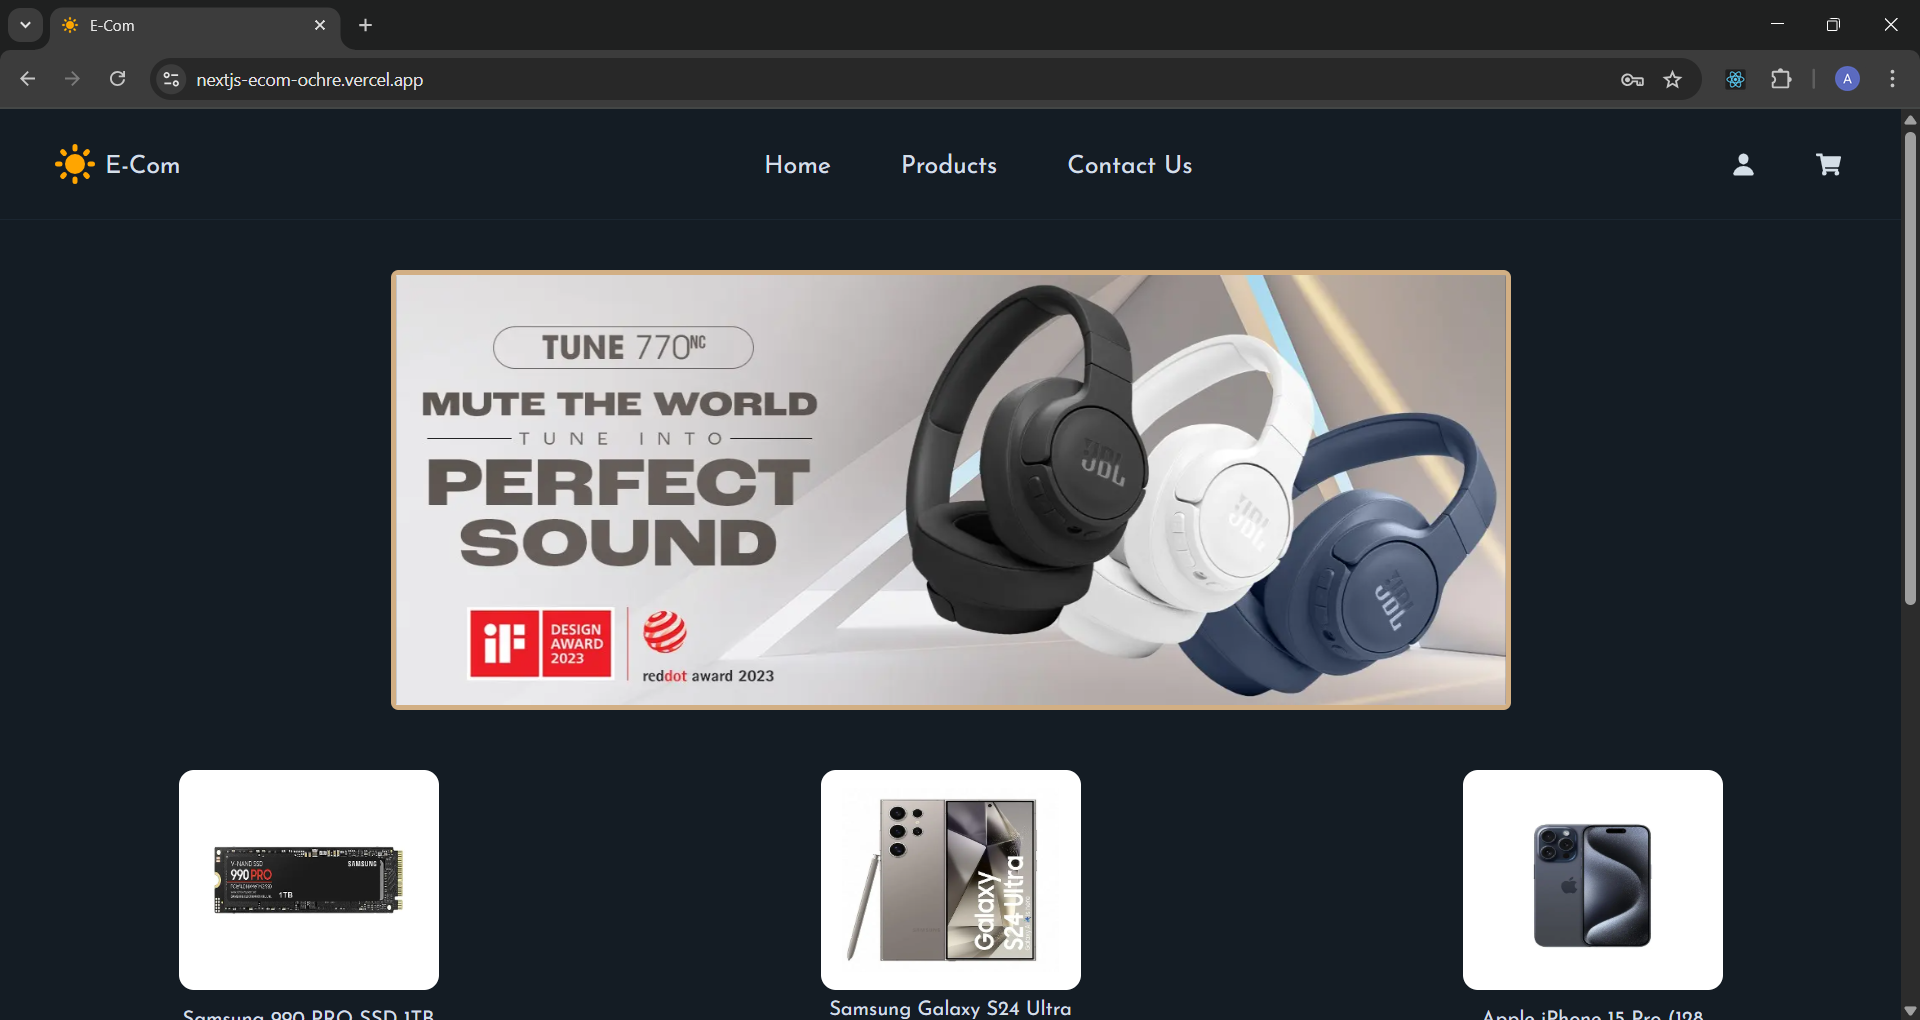 E-Com
nextjs-ecom-ochre.vercel.app
A
E-Com
Home
Products
Contact Us
TUNE 770NC
MUTE THE WORLD
TUNE INTO
PERFECT
SOUND
iF
DESIGN
AWARD
2023
reddot award 2023
JBL
JBL
JBL
V-NAND SSD
990 PRO
SAMSUNG
1TB
Galaxy
S24 Ultra
Samsung 990 PRO SSD 1TB
Samsung Galaxy S24 Ultra
Apple iPhone 15 Pro (128